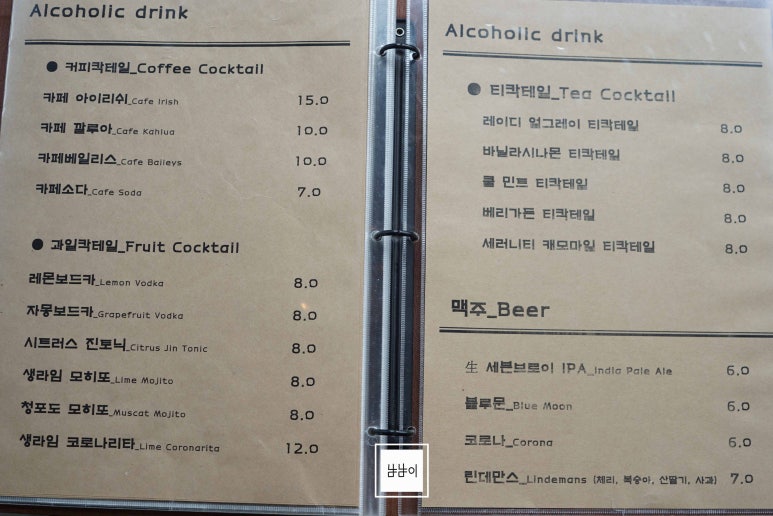 Alcoholic drink
● 커피칵테일_Coffee Cocktail
카페 아이리쉬_Cafe Irish 15.0
카페 깔루아_Cafe Kahlua 10.0
카페베일리스_Cafe Baileys 10.0
카페소다_Cafe Soda 7.0
● 과일칵테일_Fruit Cocktail
레몬보드카_Lemon Vodka 8.0
자몽보드카_Grapefruit Vodka 8.0
시트러스 진토닉_Citrus Jin Tonic 8.0
생라임 모히또_Lime Mojito 8.0
청포도 모히또_Muscat Mojito 8.0
생라임 코로나리타_Lime Coronarita 12.0
Alcoholic drink
● 티칵테일_Tea Cocktail
레이디 얼그레이 티칵테일 8.0
바닐라시나몬 티칵테일 8.0
쿨 민트 티칵테일 8.0
베리가든 티칵테일 8.0
세러니티 캐모마일 티칵테일 8.0
맥주_Beer
生 세븐브로이 IPA_India Pale Ale 6.0
블루문_Blue Moon 6.0
코로나_Corona 6.0
린데만스_Lindemans (체리, 복숭아, 산딸기, 사과) 7.0
냠냠이